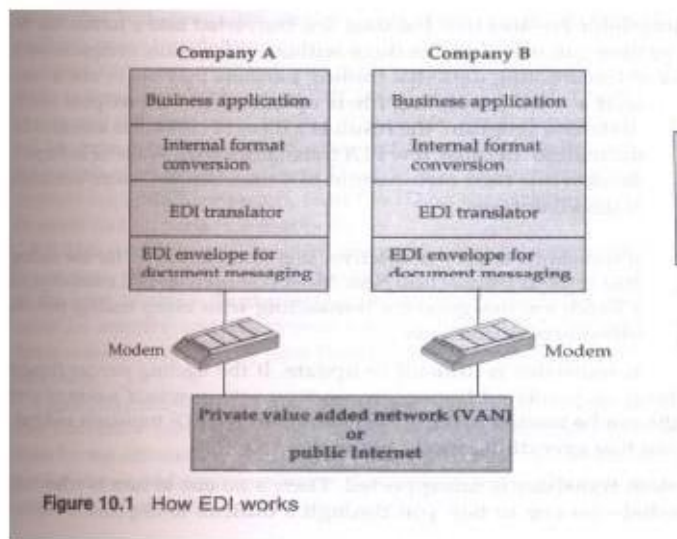 Company A
Company B
Business application
Business application
Internal format
conversion
Internal format
conversion
EDI translator
EDI translator
EDI envelope for
document messaging
EDI envelope for
document messaging
Modem
Modem
Private value added network (VAN)
or
public Internet
Figure 10.1 How EDI works